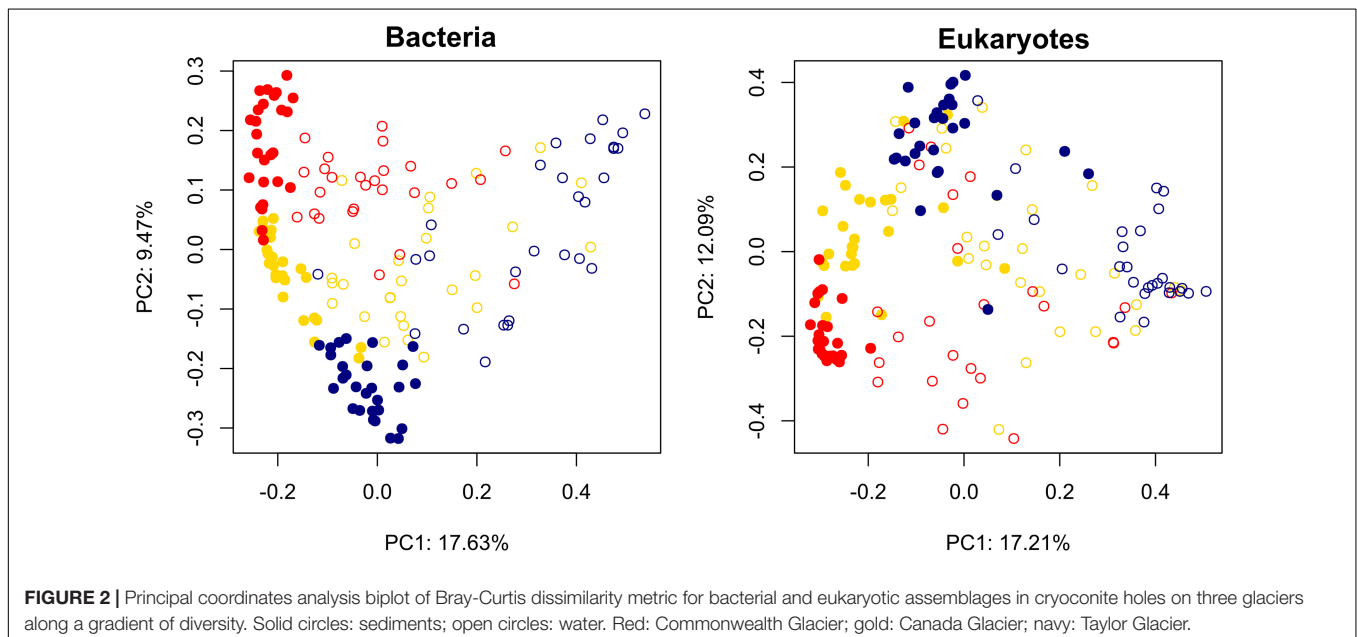 Bacteria
0.3
0.2
0.1
0.0
-0.1
-0.2
-0.3
PC2: 9.47%
-0.2 0.0 0.2 0.4
PC1: 17.63%
Eukaryotes
0.4
0.2
0.0
-0.2
-0.4
PC2: 12.09%
-0.2 0.0 0.2 0.4
PC1: 17.21%
FIGURE 2 | Principal coordinates analysis biplot of Bray-Curtis dissimilarity metric for bacterial and eukaryotic assemblages in cryoconite holes on three glaciers
along a gradient of diversity. Solid circles: sediments; open circles: water. Red: Commonwealth Glacier; gold: Canada Glacier; navy: Taylor Glacier.